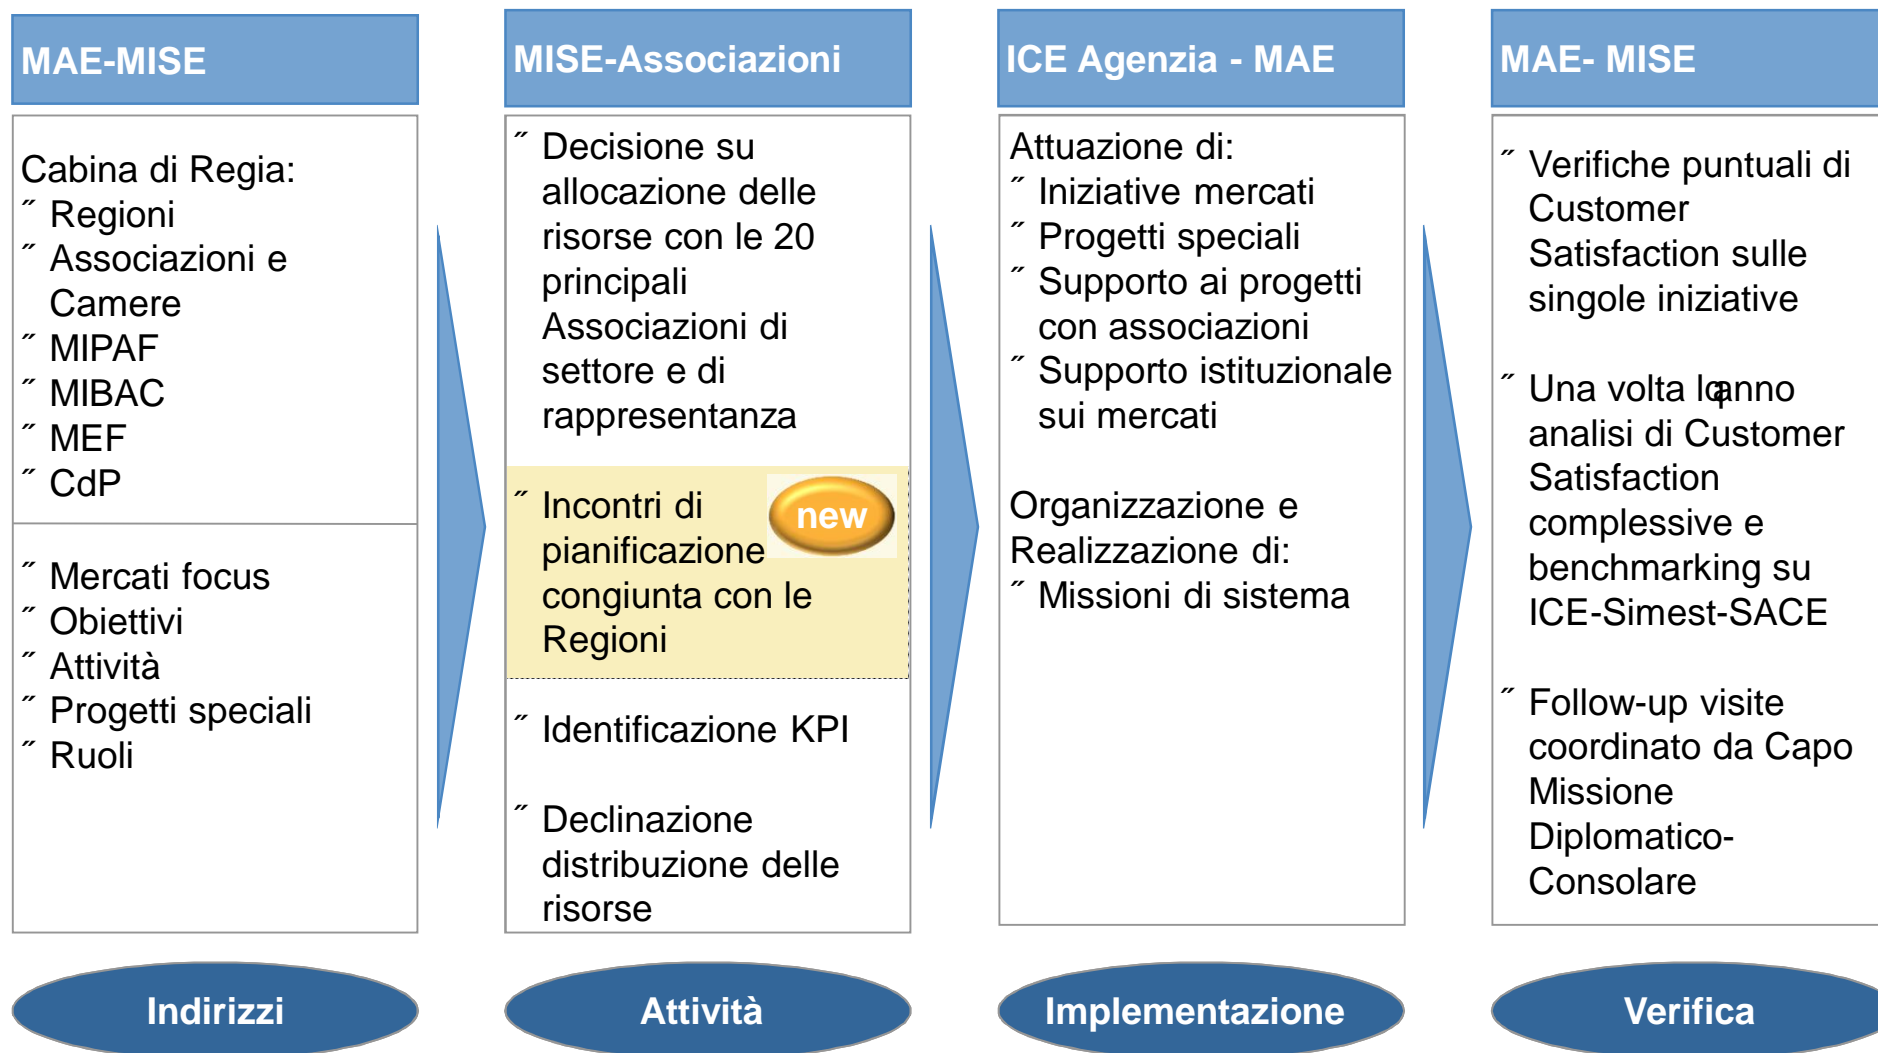 MAE-MISE
Cabina di Regia:
˝ Regioni
˝ Associazioni e
Camere
˝ MIPAF
˝ MIBAC
˝ MEF
˝ CdP
˝ Mercati focus
˝ Obiettivi
˝ Attività
˝ Progetti speciali
˝ Ruoli
Indirizzi
MISE-Associazioni
˝ Decisione su
allocazione delle
risorse con le 20
principali
Associazioni di
settore e di
rappresentanza
˝ Incontri di
pianificazione
congiunta con le
Regioni
new
˝ Identificazione KPI
˝ Declinazione
distribuzione delle
risorse
Attività
ICE Agenzia - MAE
Attuazione di:
˝ Iniziative mercati
˝ Progetti speciali
˝ Supporto ai progetti
con associazioni
˝ Supporto istituzionale
sui mercati
Organizzazione e
Realizzazione di:
˝ Missioni di sistema
Implementazione
MAE- MISE
˝ Verifiche puntuali di
Customer
Satisfaction sulle
singole iniziative
˝ Una volta lqanno
analisi di Customer
Satisfaction
complessive e
benchmarking su
ICE-Simest-SACE
˝ Follow-up visite
coordinato da Capo
Missione
Diplomatico-
Consolare
Verifica